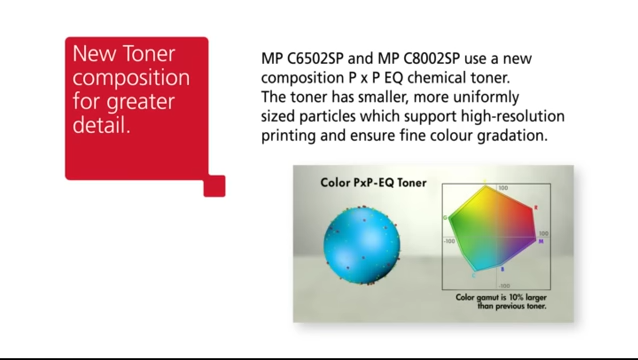 New Toner
composition
for greater
detail.
MP C6502SP and MP C8002SP use a new
composition P x P EQ chemical toner.
The toner has smaller, more uniformly
sized particles which support high-resolution
printing and ensure fine colour gradation.
Color PxP-EQ Toner
100
R
G
-100
100
M
B
-100
Color gamut is 10% larger
than previous toner.